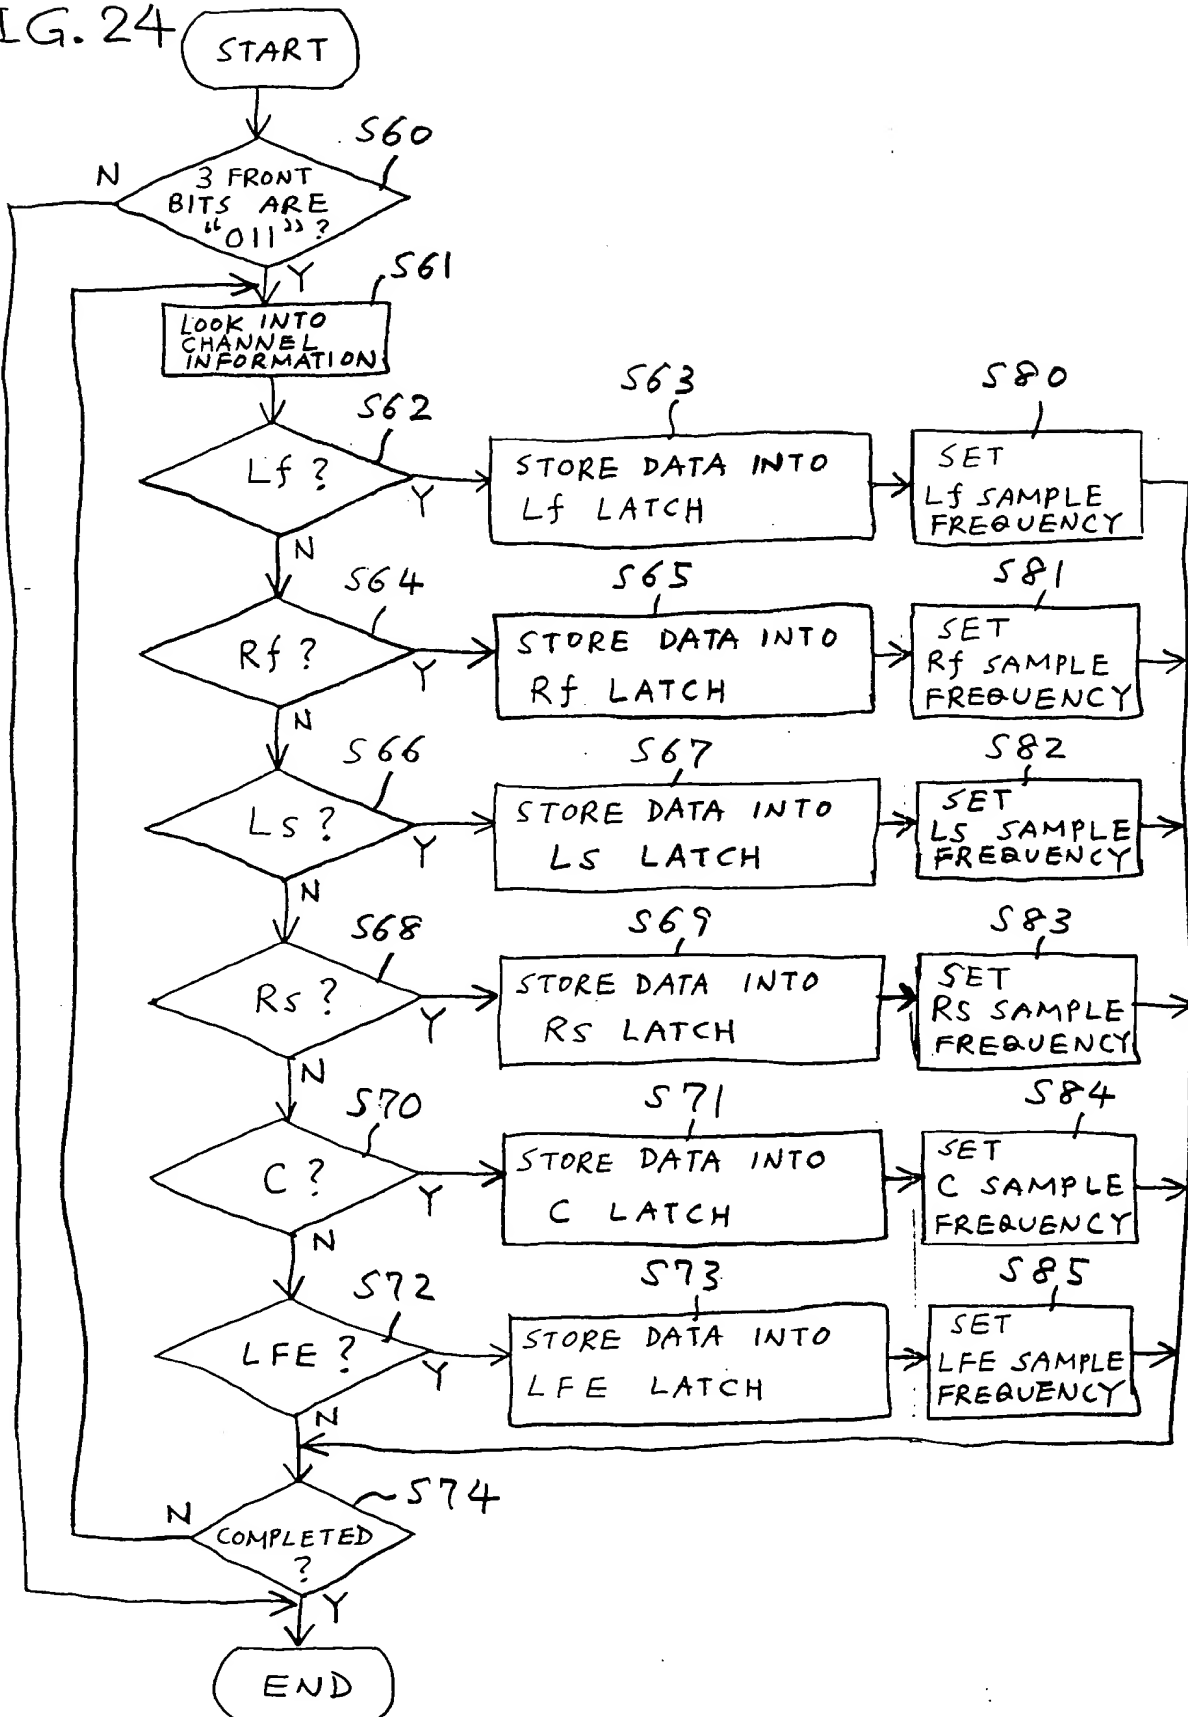 IG. 24
START
S60
N
3 FRONT
BITS ARE
"011" ?
Y
S61
LOOK INTO
CHANNEL
INFORMATION
S62
Lf ?
Y
N
S63
STORE DATA INTO
Lf LATCH
S80
SET
Lf SAMPLE
FREQUENCY
S64
Rf ?
Y
N
S65
STORE DATA INTO
Rf LATCH
S81
SET
Rf SAMPLE
FREQUENCY
S66
Ls ?
Y
N
S67
STORE DATA INTO
Ls LATCH
S82
SET
Ls SAMPLE
FREQUENCY
S68
Rs ?
Y
N
S69
STORE DATA INTO
Rs LATCH
S83
SET
Rs SAMPLE
FREQUENCY
S70
C ?
Y
N
S71
STORE DATA INTO
C LATCH
S84
SET
C SAMPLE
FREQUENCY
S72
LFE ?
Y
N
S73
STORE DATA INTO
LFE LATCH
S85
SET
LFE SAMPLE
FREQUENCY
S74
N
COMPLETED
?
Y
END